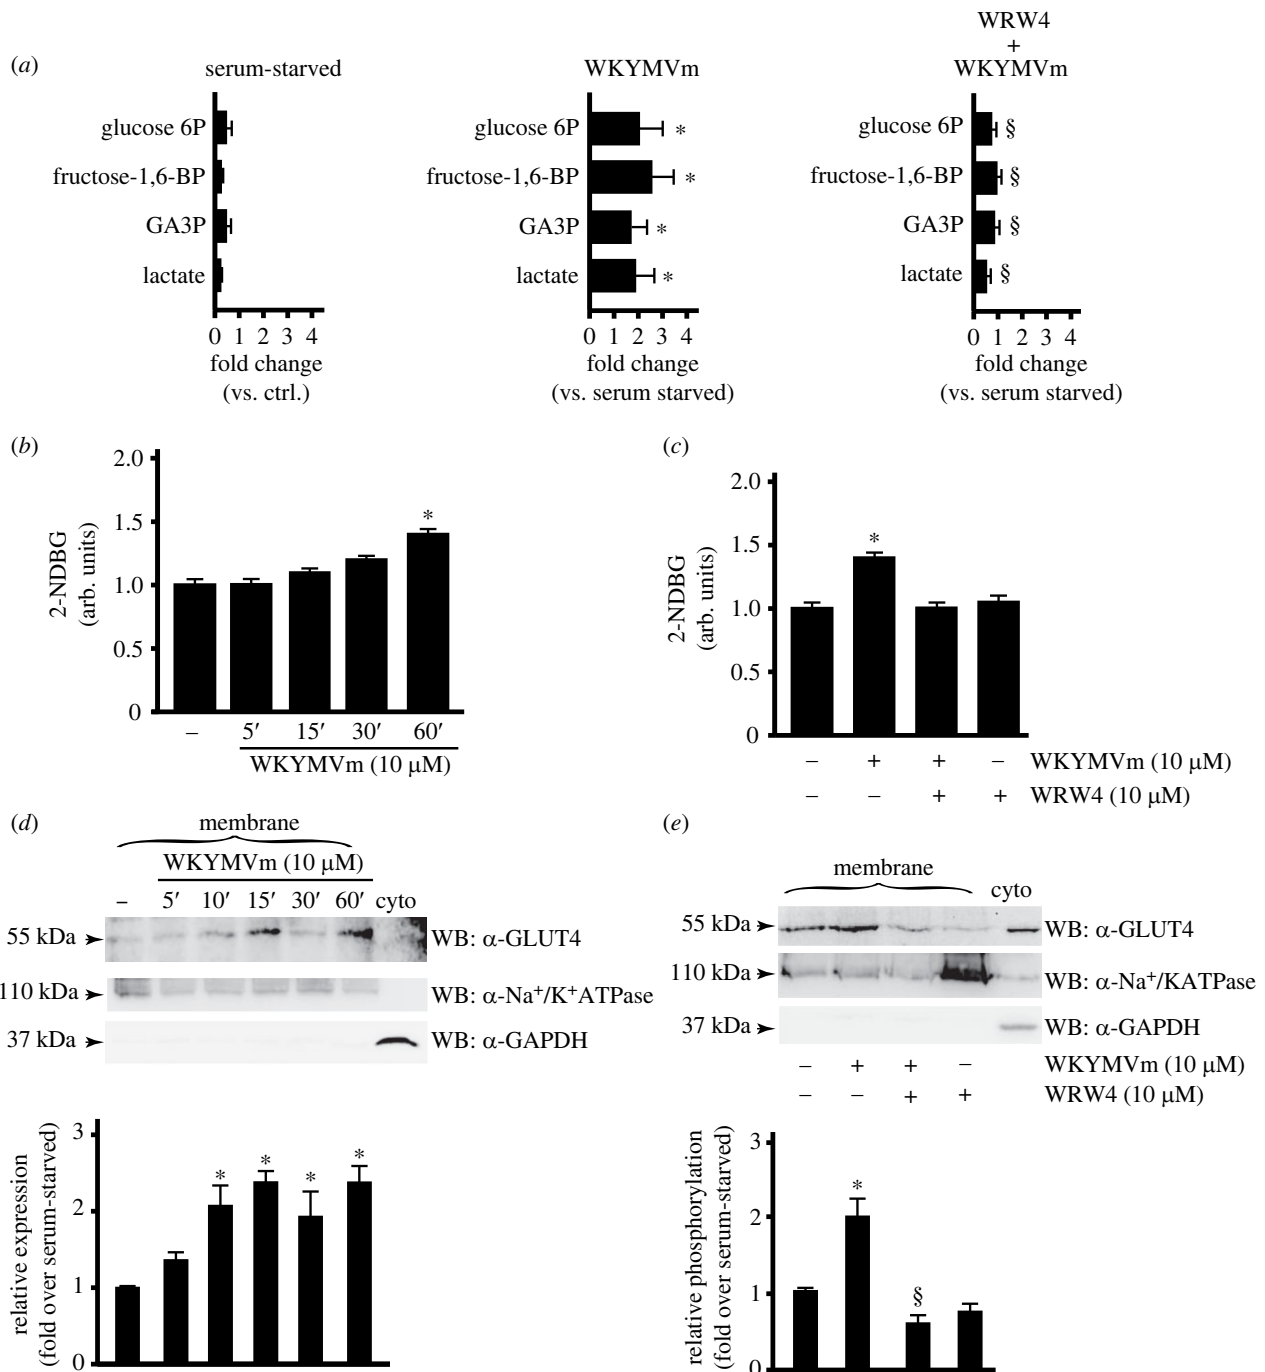 (a)
serum-starved
glucose 6P
fructose-1,6-BP
GA3P
lactate
0 1 2 3 4
fold change
(vs. ctrl.)
WKYMVm
glucose 6P *
fructose-1,6-BP *
GA3P *
lactate *
0 1 2 3 4
fold change
(vs. serum starved)
WRW4
+
WKYMVm
glucose 6P §
fructose-1,6-BP §
GA3P §
lactate §
0 1 2 3 4
fold change
(vs. serum starved)
(b)
2-NDBG
(arb. units)
2.0
1.5
1.0
0.5
0
*
– 5′ 15′ 30′ 60′
WKYMVm (10 μM)
(c)
2-NDBG
(arb. units)
2.0
1.5
1.0
0.5
0
*
– + + – WKYMVm (10 μM)
– – + + WRW4 (10 μM)
(d)
membrane
WKYMVm (10 μM)
– 5′ 10′ 15′ 30′ 60′ cyto
55 kDa WB: α-GLUT4
110 kDa WB: α-Na⁺/K⁺ATPase
37 kDa WB: α-GAPDH
relative expression
(fold over serum-starved)
3
2
1
0
* * * *
(e)
membrane
cyto
55 kDa WB: α-GLUT4
110 kDa WB: α-Na⁺/KATPase
37 kDa WB: α-GAPDH
– + + – WKYMVm (10 μM)
– – + + WRW4 (10 μM)
relative phosphorylation
(fold over serum-starved)
3
2
1
0
* §